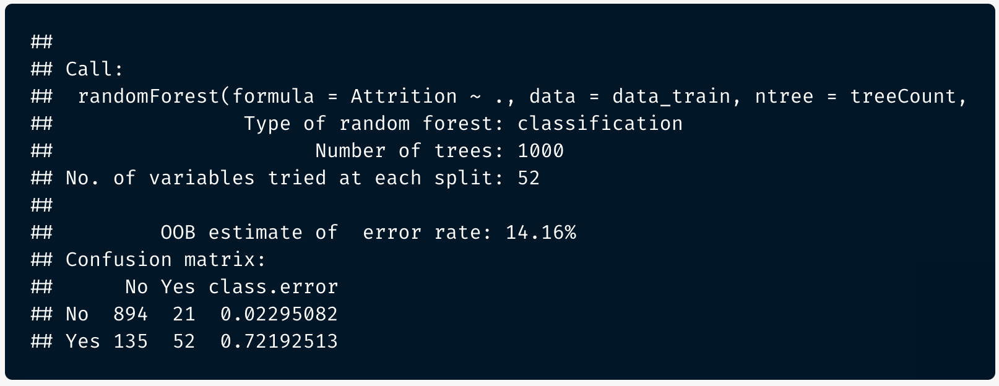 ##
## Call:
##  randomForest(formula = Attrition ~ ., data = data_train, ntree = treeCount,
##                Type of random forest: classification
##                      Number of trees: 1000
## No. of variables tried at each split: 52
##
##         OOB estimate of  error rate: 14.16%
## Confusion matrix:
##      No Yes class.error
## No  894  21  0.02295082
## Yes 135  52  0.72192513